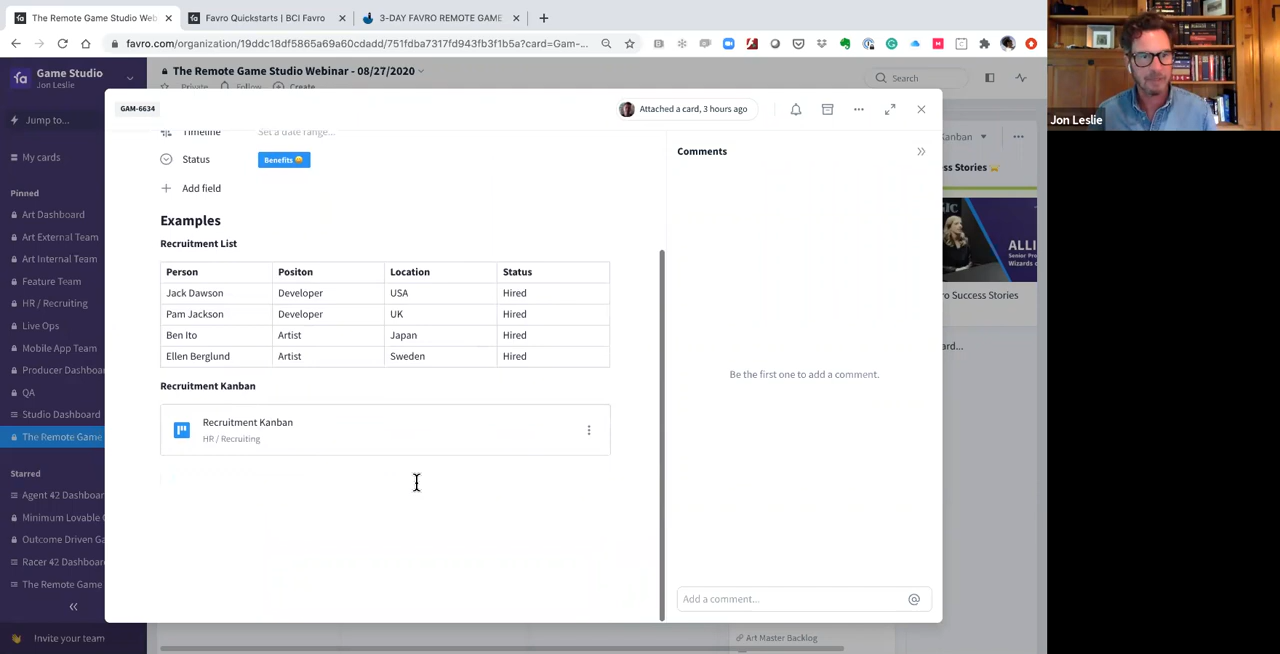 The Remote Game Studio Web
Favro Quickstarts | BCI Favro
3-DAY FAVRO REMOTE GAME
favro.com/organization/19ddc18df5865a69a60cdadd/751fdba7317fd943fb3f1b5a?card=Gam-...
Game Studio
Jon Leslie
The Remote Game Studio Webinar - 08/27/2020
Private
Follow
Create
Search
Jump to...
My cards
Pinned
Art Dashboard
Art External Team
Art Internal Team
Feature Team
HR / Recruiting
Live Ops
Mobile App Team
Producer Dashboa
QA
Studio Dashboard
The Remote Game
Starred
Agent 42 Dashboar
Minimum Lovable
Outcome Driven Ga
Racer 42 Dashboar
The Remote Game
Invite your team
GAM-6634
Attached a card, 3 hours ago
Timeline
Set a date range...
Status
Benefits
Add field
Examples
Recruitment List
Person Positon Location Status
Jack Dawson Developer USA Hired
Pam Jackson Developer UK Hired
Ben Ito Artist Japan Hired
Ellen Berglund Artist Sweden Hired
Recruitment Kanban
Recruitment Kanban
HR / Recruiting
Comments
Be the first one to add a comment.
Add a comment...
Kanban
ss Stories
ALLI
Senior Pro
Wizards o
ro Success Stories
ard...
Art Master Backlog
Jon Leslie